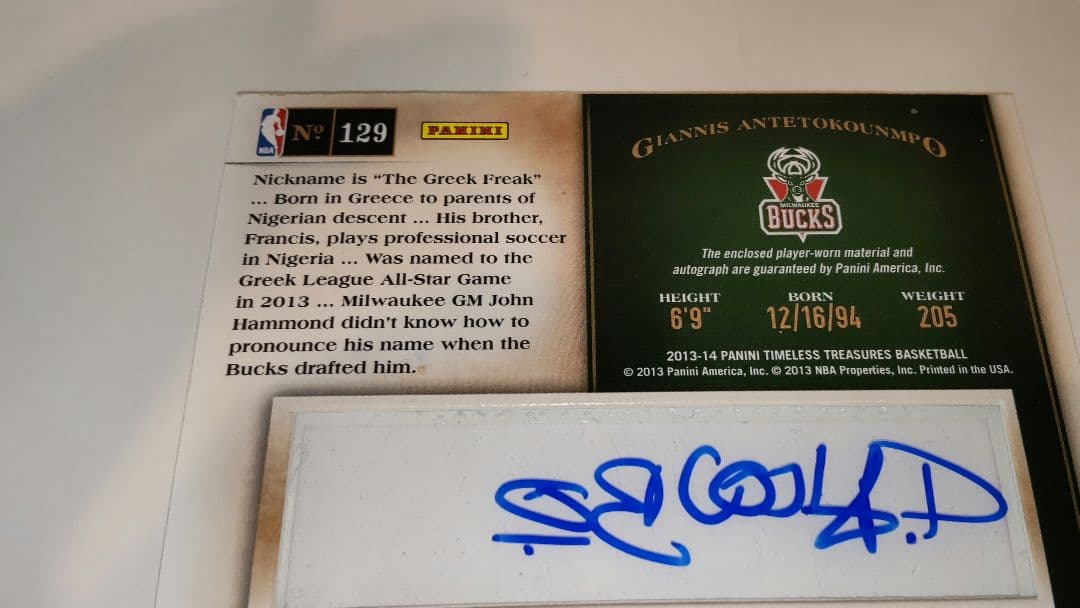 NBA
Nº 129
PANINI
Nickname is “The Greek Freak”
... Born in Greece to parents of
Nigerian descent ... His brother,
Francis, plays professional soccer
in Nigeria ... Was named to the
Greek League All-Star Game
in 2013 ... Milwaukee GM John
Hammond didn’t know how to
pronounce his name when the
Bucks drafted him.
GIANNIS ANTETOKOUNMPO
MILWAUKEE
BUCKS
The enclosed player-worn material and
autograph are guaranteed by Panini America, Inc.
HEIGHT BORN WEIGHT
6'9" 12/16/94 205
2013-14 PANINI TIMELESS TREASURES BASKETBALL
© 2013 Panini America, Inc. © 2013 NBA Properties, Inc. Printed in the USA.